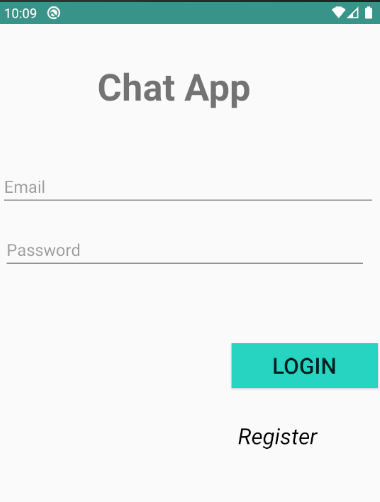 10:09
Chat App
Email
Password
LOGIN
Register